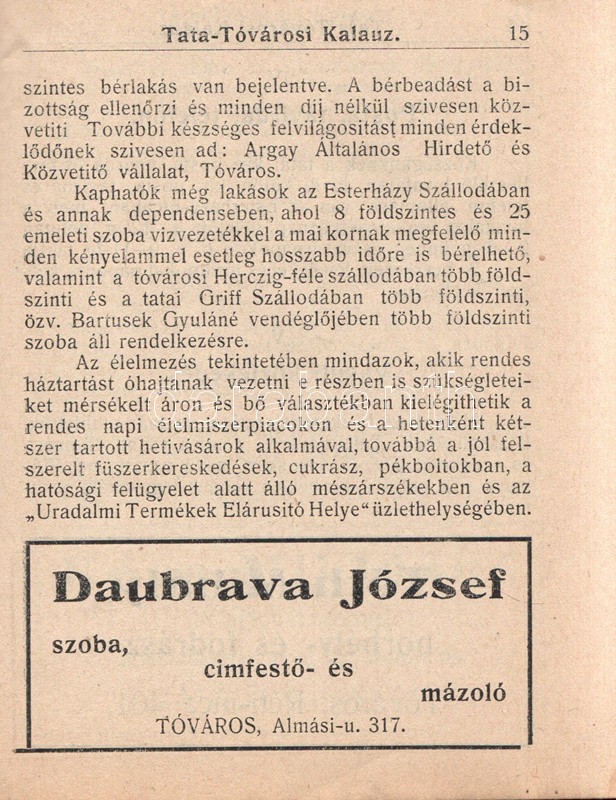 Tata-Tóvárosi Kalauz. 15
szintes bérlakás van bejelentve. A bérbeadást a bi-
zottság ellenőrzi és minden dij nélkül szivesen köz-
vetiti További készséges felvilágositást minden érdek-
lődőnek szivesen ad: Argay Általános Hirdető és
Közvetitő vállalat, Tóváros.
Kaphatók még lakások az Esterházy Szállodában
és annak dependenseben, ahol 8 földszintes és 25
emeleti szoba vizvezetékkel a mai kornak megfelelő min-
den kényelammel esetleg hosszabb időre is bérelhető,
valamint a tóvárosi Herczig-féle szállodában több föld-
szinti és a tatai Griff Szállodában több földszinti,
özv. Bartusek Gyuláné vendéglőjében több földszinti
szoba áll rendelkezésre.
Az élelmezés tekintetében mindazok, akik rendes
háztartást óhajtanak vezetni e részben is szükségletei-
ket mérsékelt áron és bő választékban kielégithetik a
rendes napi élelmiszerpiacokon és a hetenként két-
szer tartott hetivásárok alkalmával, továbbá a jól fel-
szerelt füszerkereskedések, cukrász, pékboltokban, a
hatósági felügyelet alatt álló mészárszékekben és az
„Uradalmi Termékek Elárusitó Helye" üzlethelységében.
Daubrava József
szoba,
cimfestő- és
mázoló
TÓVÁROS, Almási-u. 317.